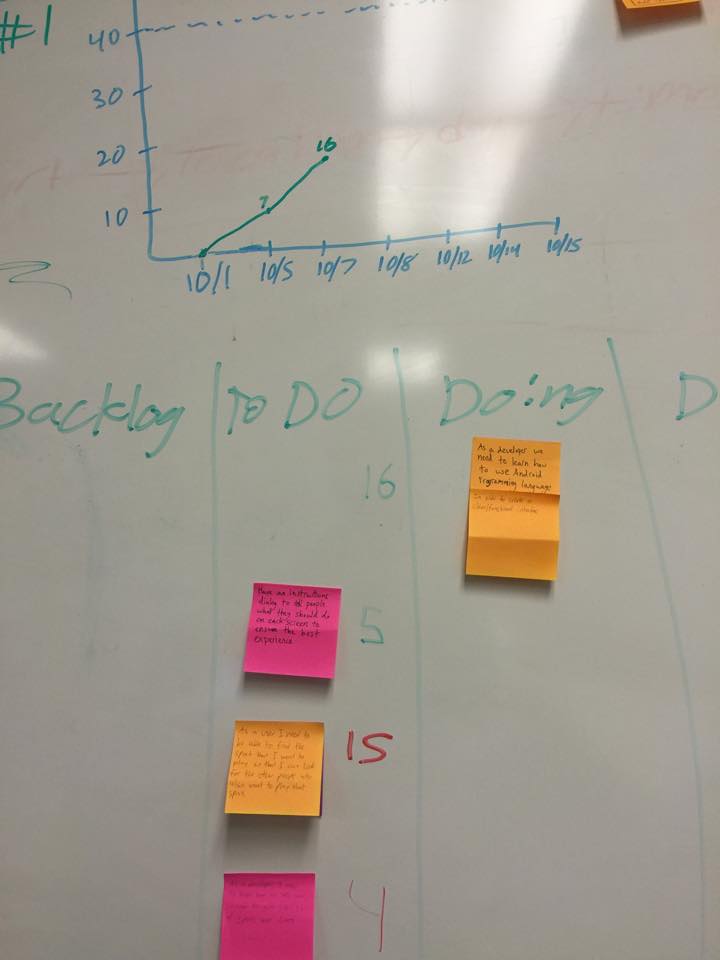 #1
40
30
20
10
16
7
10/1 10/5 10/7 10/8 10/12 10/14 10/15
Backlog To DO Doing D
16
As a developer we
need to learn how
to use Android
Programming language
In order to create a
clean/functional interface
Have an instructions
dialog to tell people
what they should do
on each screen to
ensure the best
experience
5
As a user I need to
be able to find the
sport that I want to
play so that I can look
for the other people who
also want to play that
sport
15
4